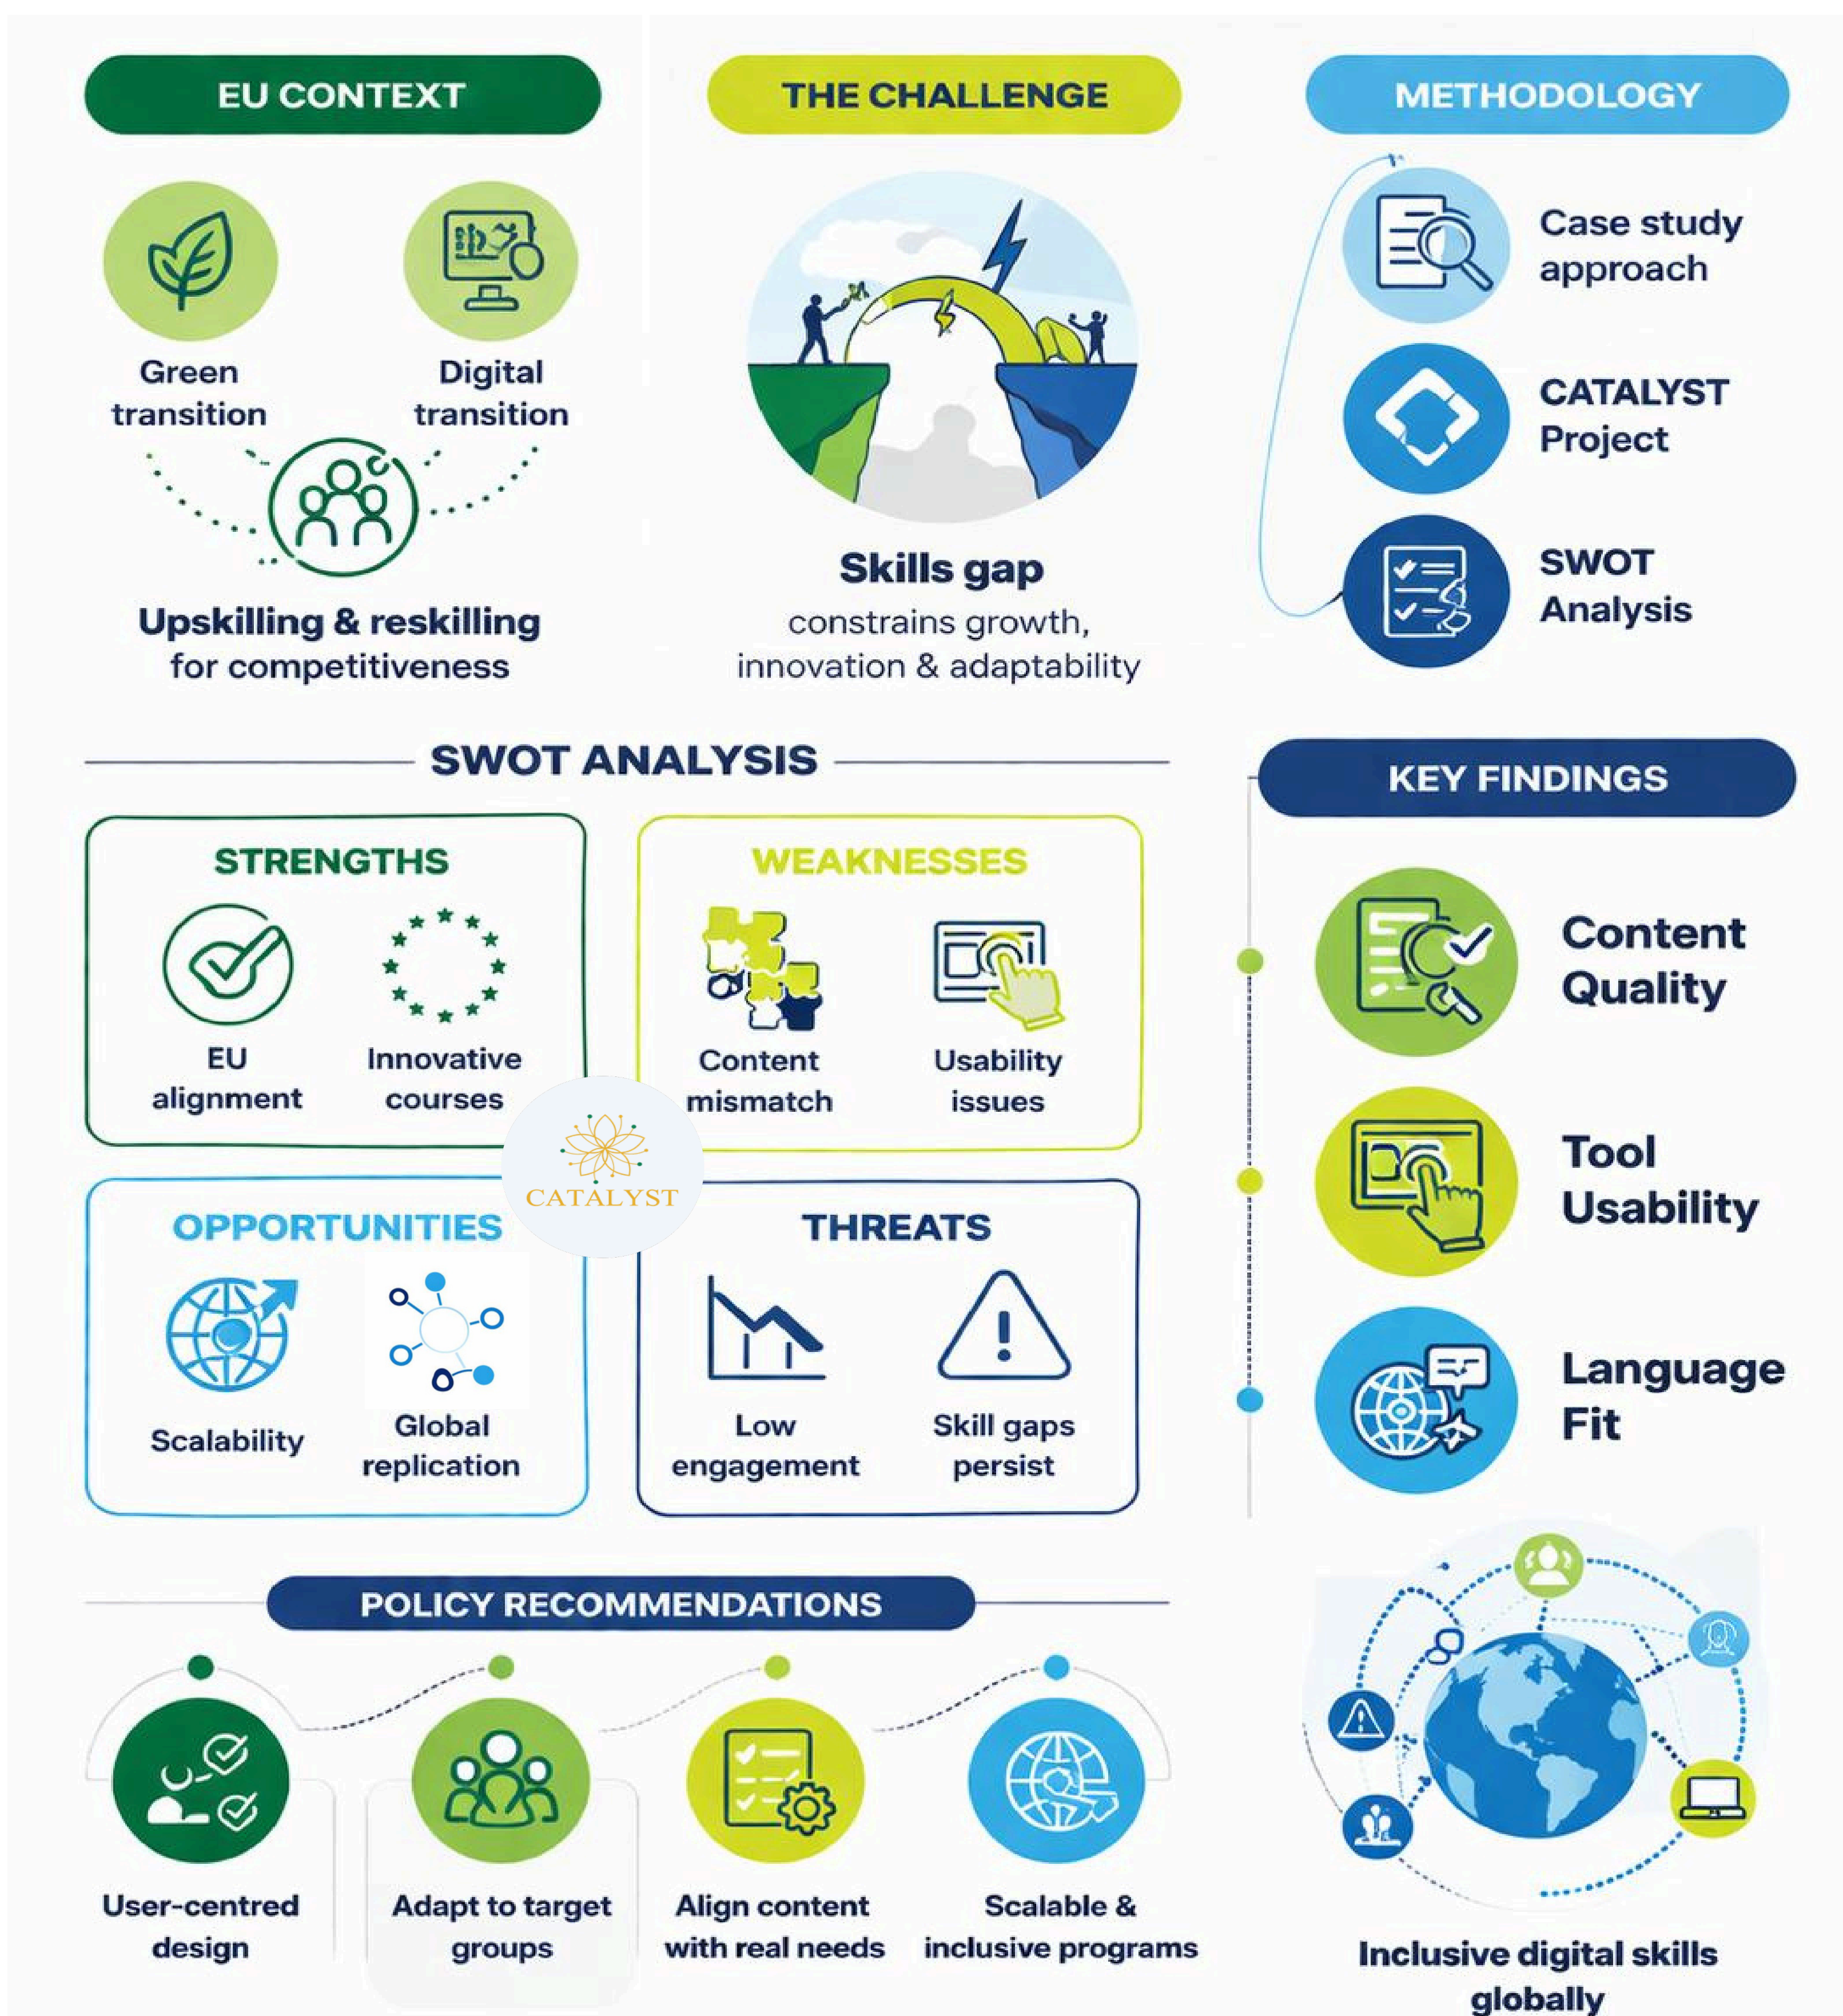 EU CONTEXT
Green
transition
Digital
transition
Upskilling & reskilling
for competitiveness
THE CHALLENGE
Skills gap
constrains growth,
innovation & adaptability
METHODOLOGY
Case study
approach
CATALYST
Project
SWOT
Analysis
SWOT ANALYSIS
STRENGTHS
EU
alignment
Innovative
courses
WEAKNESSES
Content
mismatch
Usability
issues
CATALYST
OPPORTUNITIES
Scalability
Global
replication
THREATS
Low
engagement
Skill gaps
persist
KEY FINDINGS
Content
Quality
Tool
Usability
Language
Fit
POLICY RECOMMENDATIONS
User-centred
design
Adapt to target
groups
Align content
with real needs
Scalable &
inclusive programs
Inclusive digital skills
globally